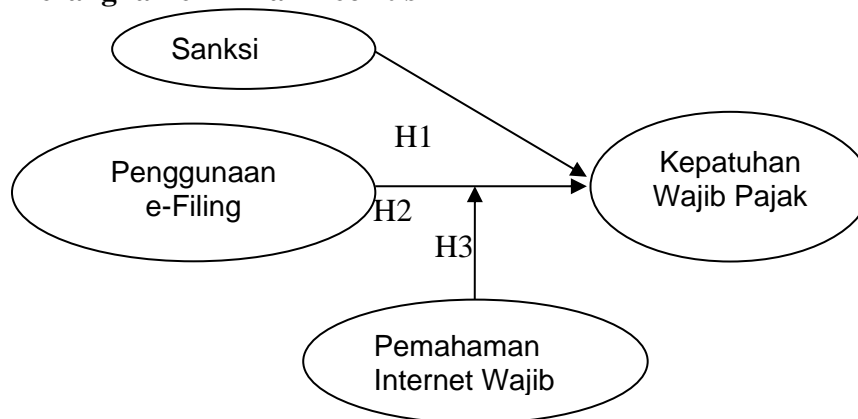 Sanksi
H1
Penggunaan
e-Filing
Kepatuhan
Wajib Pajak
H2
H3
Pemahaman
Internet Wajib